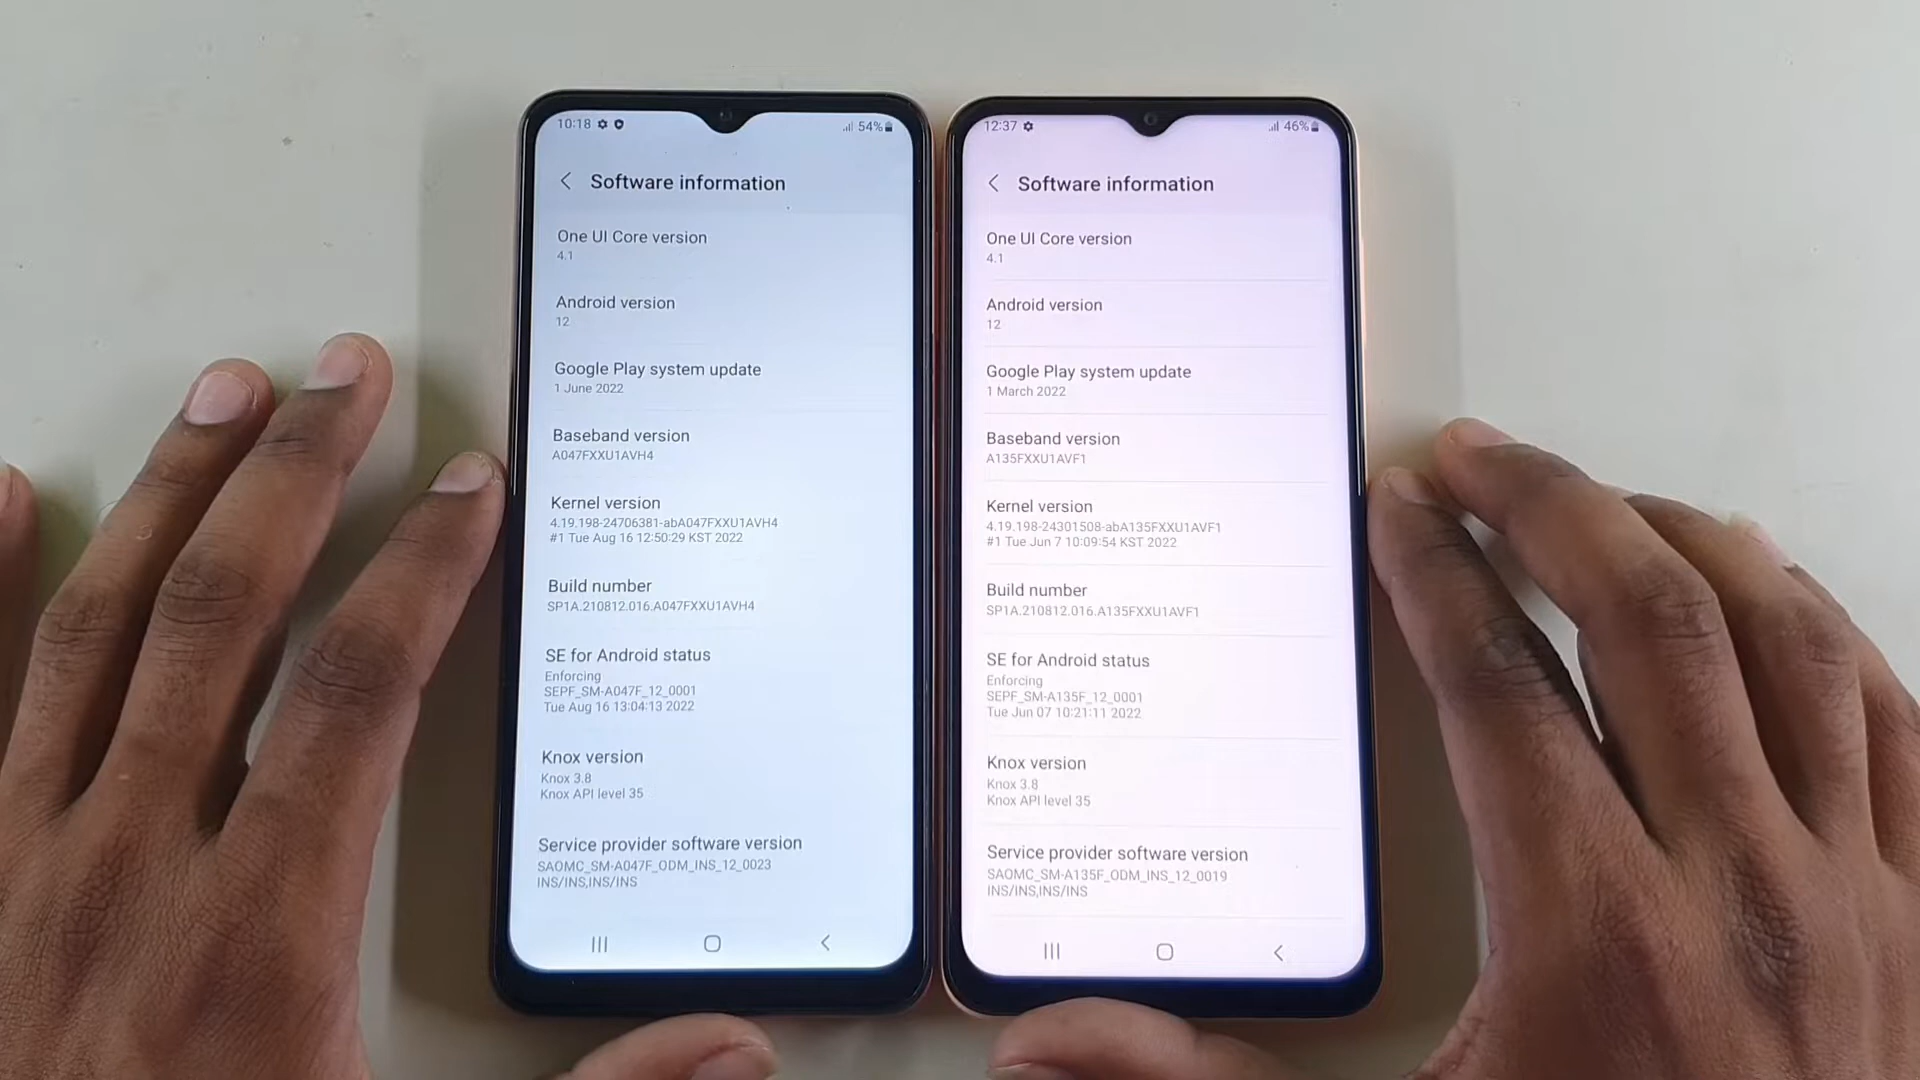 10:18
54%
Software information
One UI Core version
4.1
Android version
12
Google Play system update
1 June 2022
Baseband version
A047FXXU1AVH4
Kernel version
4.19.198-24706381-abA047FXXU1AVH4
#1 Tue Aug 16 12:50:29 KST 2022
Build number
SP1A.210812.016.A047FXXU1AVH4
SE for Android status
Enforcing
SEPF_SM-A047F_12_0001
Tue Aug 16 13:04:13 2022
Knox version
Knox 3.8
Knox API level 35
Service provider software version
SAOMC_SM-A047F_ODM_INS_12_0023
INS/INS,INS/INS
12:37
46%
Software information
One UI Core version
4.1
Android version
12
Google Play system update
1 March 2022
Baseband version
A135FXXU1AVF1
Kernel version
4.19.198-24301508-abA135FXXU1AVF1
#1 Tue Jun 7 10:09:54 KST 2022
Build number
SP1A.210812.016.A135FXXU1AVF1
SE for Android status
Enforcing
SEPF_SM-A135F_12_0001
Tue Jun 07 10:21:11 2022
Knox version
Knox 3.8
Knox API level 35
Service provider software version
SAOMC_SM-A135F_ODM_INS_12_0019
INS/INS,INS/INS